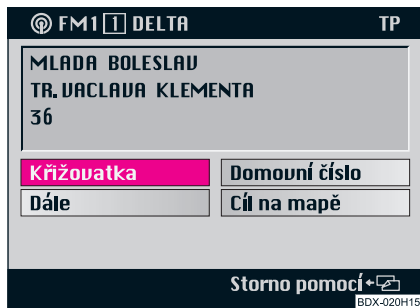 FM1 1 DELTA TP
MLADA BOLESLAV
TR. VACLAVA KLEMENTA
36
Křižovatka Domovní číslo
Dále Cíl na mapě
Storno pomocí
BDX-020H15